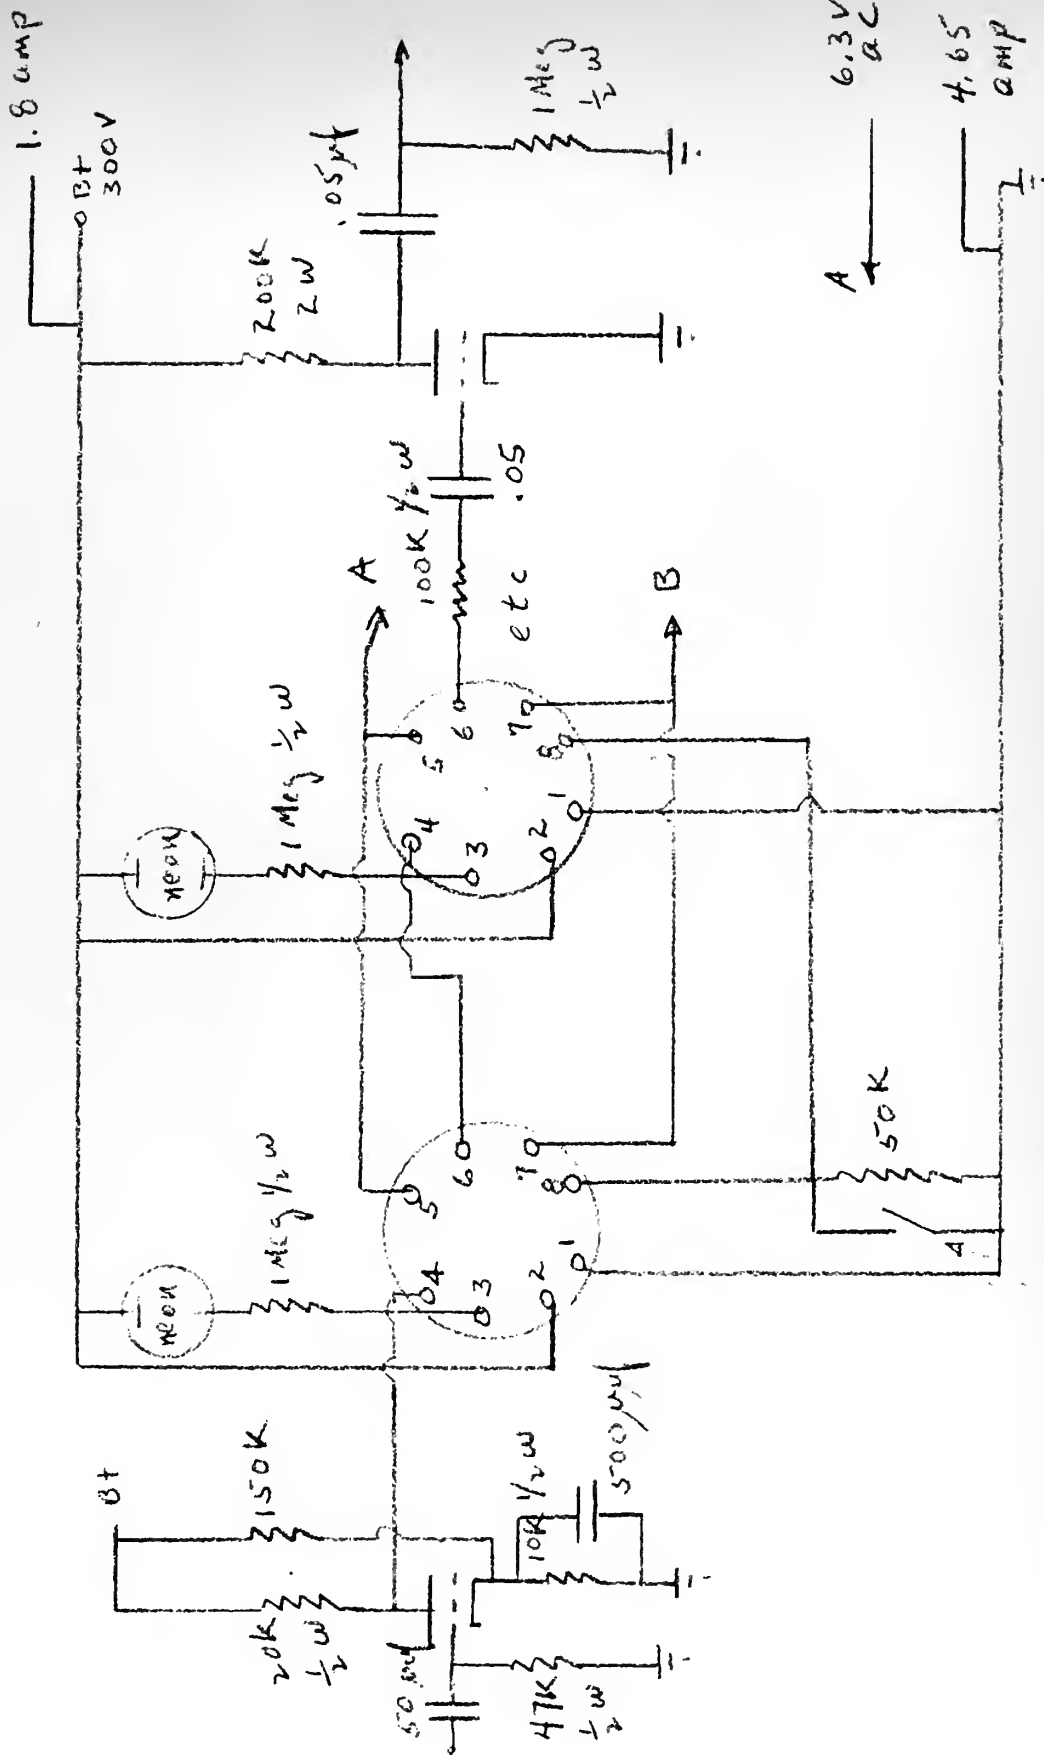 1.8 amp
B+
300V
200K
2W
.05μf
1 Meg
½ W
6.3V
ac
A
4.65
amp
A
100K ½ W
.05
etc
B
neon
1 Meg ½ W
4
5
6
7
8
1
2
3
neon
1 Meg ½ W
4
5
6
7
8
1
2
3
50K
B+
150K
20K
½ W
10K ½ W
500μμf
47K
½ W